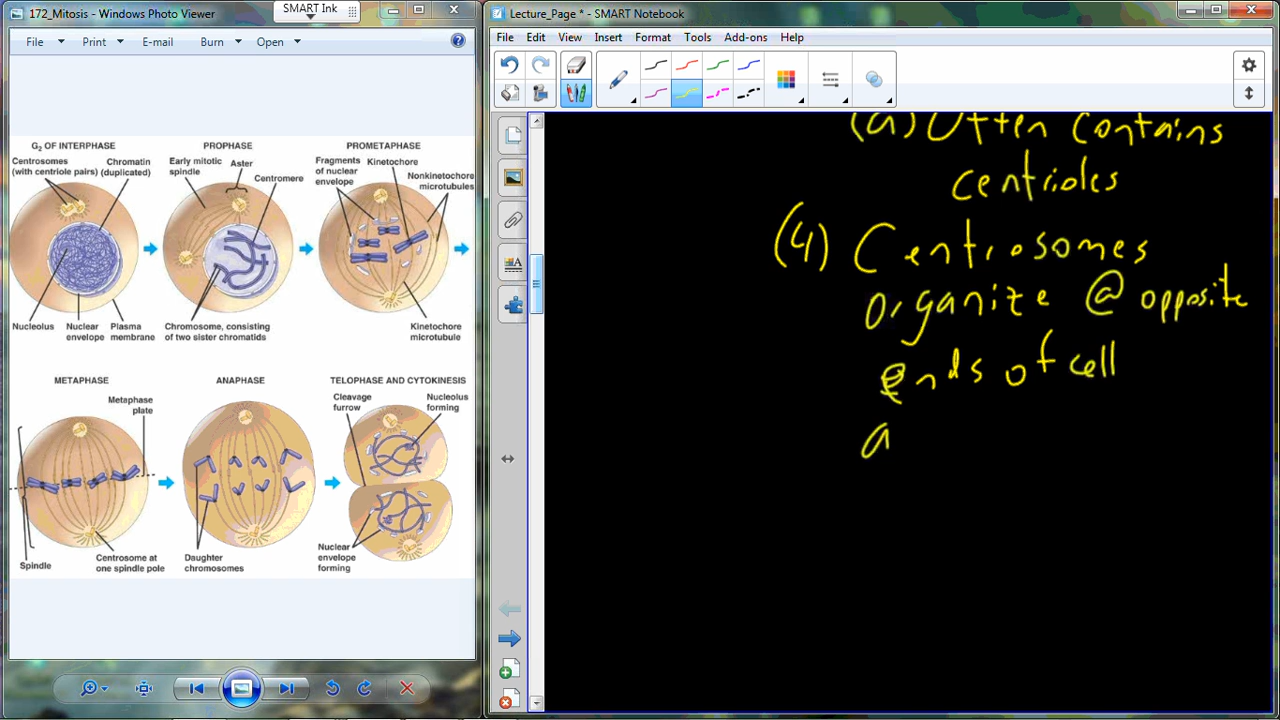 172_Mitosis - Windows Photo Viewer
SMART Ink
File Print E-mail Burn Open
G2 OF INTERPHASE
Centrosomes
(with centriole pairs)
Chromatin
(duplicated)
Nucleolus
Nuclear
envelope
Plasma
membrane
PROPHASE
Early mitotic
spindle
Aster
Centromere
Chromosome, consisting
of two sister chromatids
PROMETAPHASE
Fragments
of nuclear
envelope
Kinetochore
Nonkinetochore
microtubules
Kinetochore
microtubule
METAPHASE
Metaphase
plate
Spindle
Centrosome at
one spindle pole
ANAPHASE
Daughter
chromosomes
TELOPHASE AND CYTOKINESIS
Cleavage
furrow
Nucleolus
forming
Nuclear
envelope
forming
Lecture_Page * - SMART Notebook
File Edit View Insert Format Tools Add-ons Help
(a) Often contains
centrioles
(4) Centrosomes
organize @ opposite
ends of cell
a